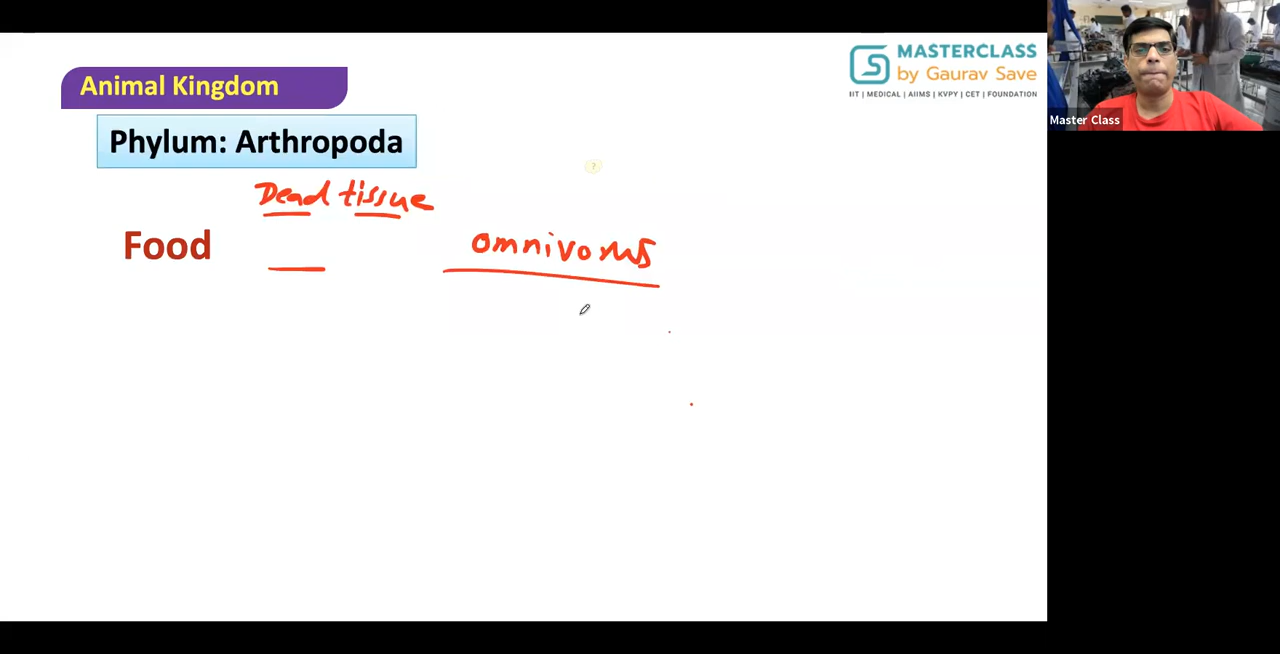 Animal Kingdom
MASTERCLASS
by Gaurav Save
IIT | MEDICAL | AIIMS | KVPY | CET | FOUNDATION
Master Class
Phylum: Arthropoda
?
Dead tissue
Food
omnivorus